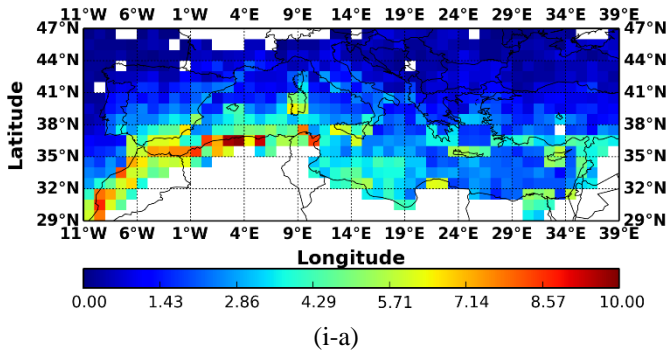 47°N 47°N
44°N 44°N
41°N 41°N
38°N 38°N
35°N 35°N
32°N 32°N
29°N 29°N
Latitude
11°W 6°W 1°W 4°E 9°E 14°E 19°E 24°E 29°E 34°E 39°E
11°W 6°W 1°W 4°E 9°E 14°E 19°E 24°E 29°E 34°E 39°E
Longitude
0.00 1.43 2.86 4.29 5.71 7.14 8.57 10.00
(i-a)